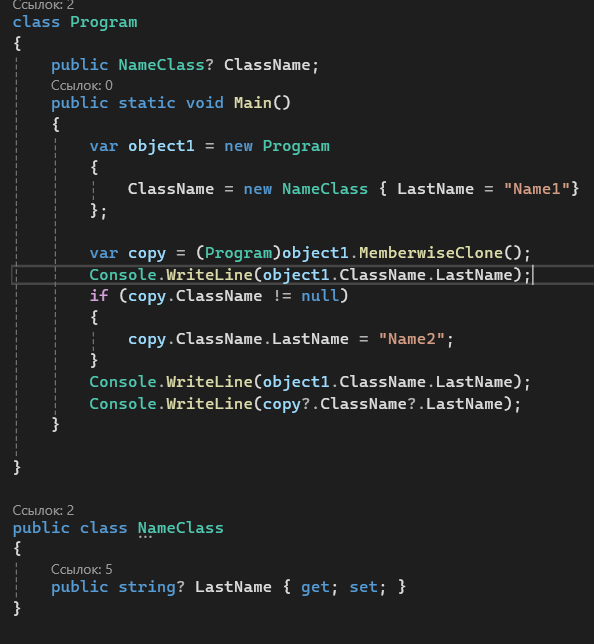 Ссылок: 2
class Program
{
    public NameClass? ClassName;
    Ссылок: 0
    public static void Main()
    {
        var object1 = new Program
        {
            ClassName = new NameClass { LastName = "Name1"}
        };
        var copy = (Program)object1.MemberwiseClone();
        Console.WriteLine(object1.ClassName.LastName);
        if (copy.ClassName != null)
        {
            copy.ClassName.LastName = "Name2";
        }
        Console.WriteLine(object1.ClassName.LastName);
        Console.WriteLine(copy?.ClassName?.LastName);
    }
}
Ссылок: 2
public class NameClass
{
    Ссылок: 5
    public string? LastName { get; set; }
}